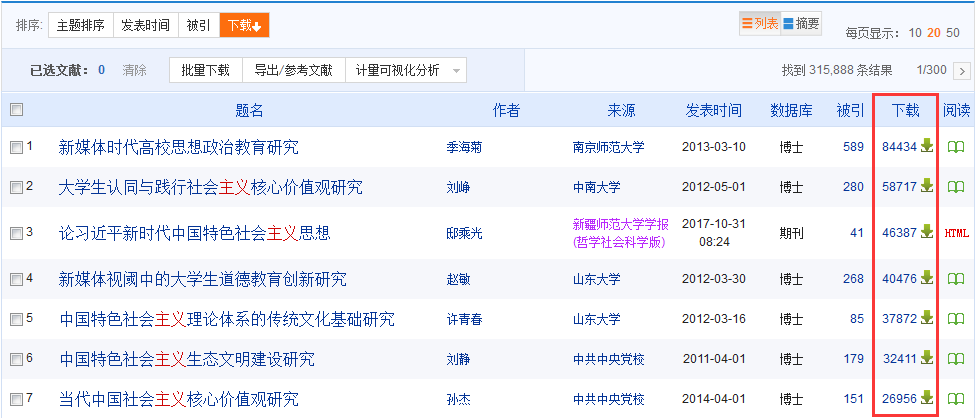 排序: 主题排序 发表时间 被引 下载 列表 摘要 每页显示: 10 20 50
已选文献: 0 清除 批量下载 导出/参考文献 计量可视化分析 找到 315,888 条结果 1/300
题名 作者 来源 发表时间 数据库 被引 下载 阅读
1 新媒体时代高校思想政治教育研究 季海菊 南京师范大学 2013-03-10 博士 589 84434
2 大学生认同与践行社会主义核心价值观研究 刘峥 中南大学 2012-05-01 博士 280 58717
3 论习近平新时代中国特色社会主义思想 邸乘光 新疆师范大学学报(哲学社会科学版) 2017-10-31 08:24 期刊 41 46387 HTML
4 新媒体视阈中的大学生道德教育创新研究 赵敏 山东大学 2012-03-30 博士 268 40476
5 中国特色社会主义理论体系的传统文化基础研究 许青春 山东大学 2012-03-16 博士 85 37872
6 中国特色社会主义生态文明建设研究 刘静 中共中央党校 2011-04-01 博士 179 32411
7 当代中国社会主义核心价值观研究 孙杰 中共中央党校 2014-04-01 博士 151 26956